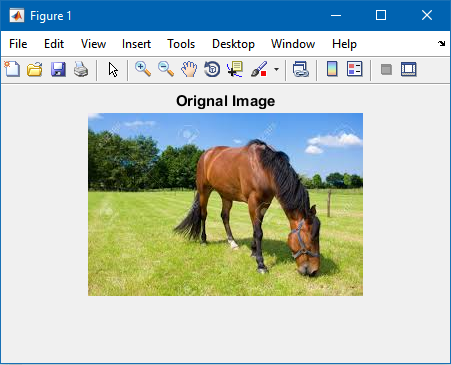 Figure 1
File Edit View Insert Tools Desktop Window Help
Orignal Image